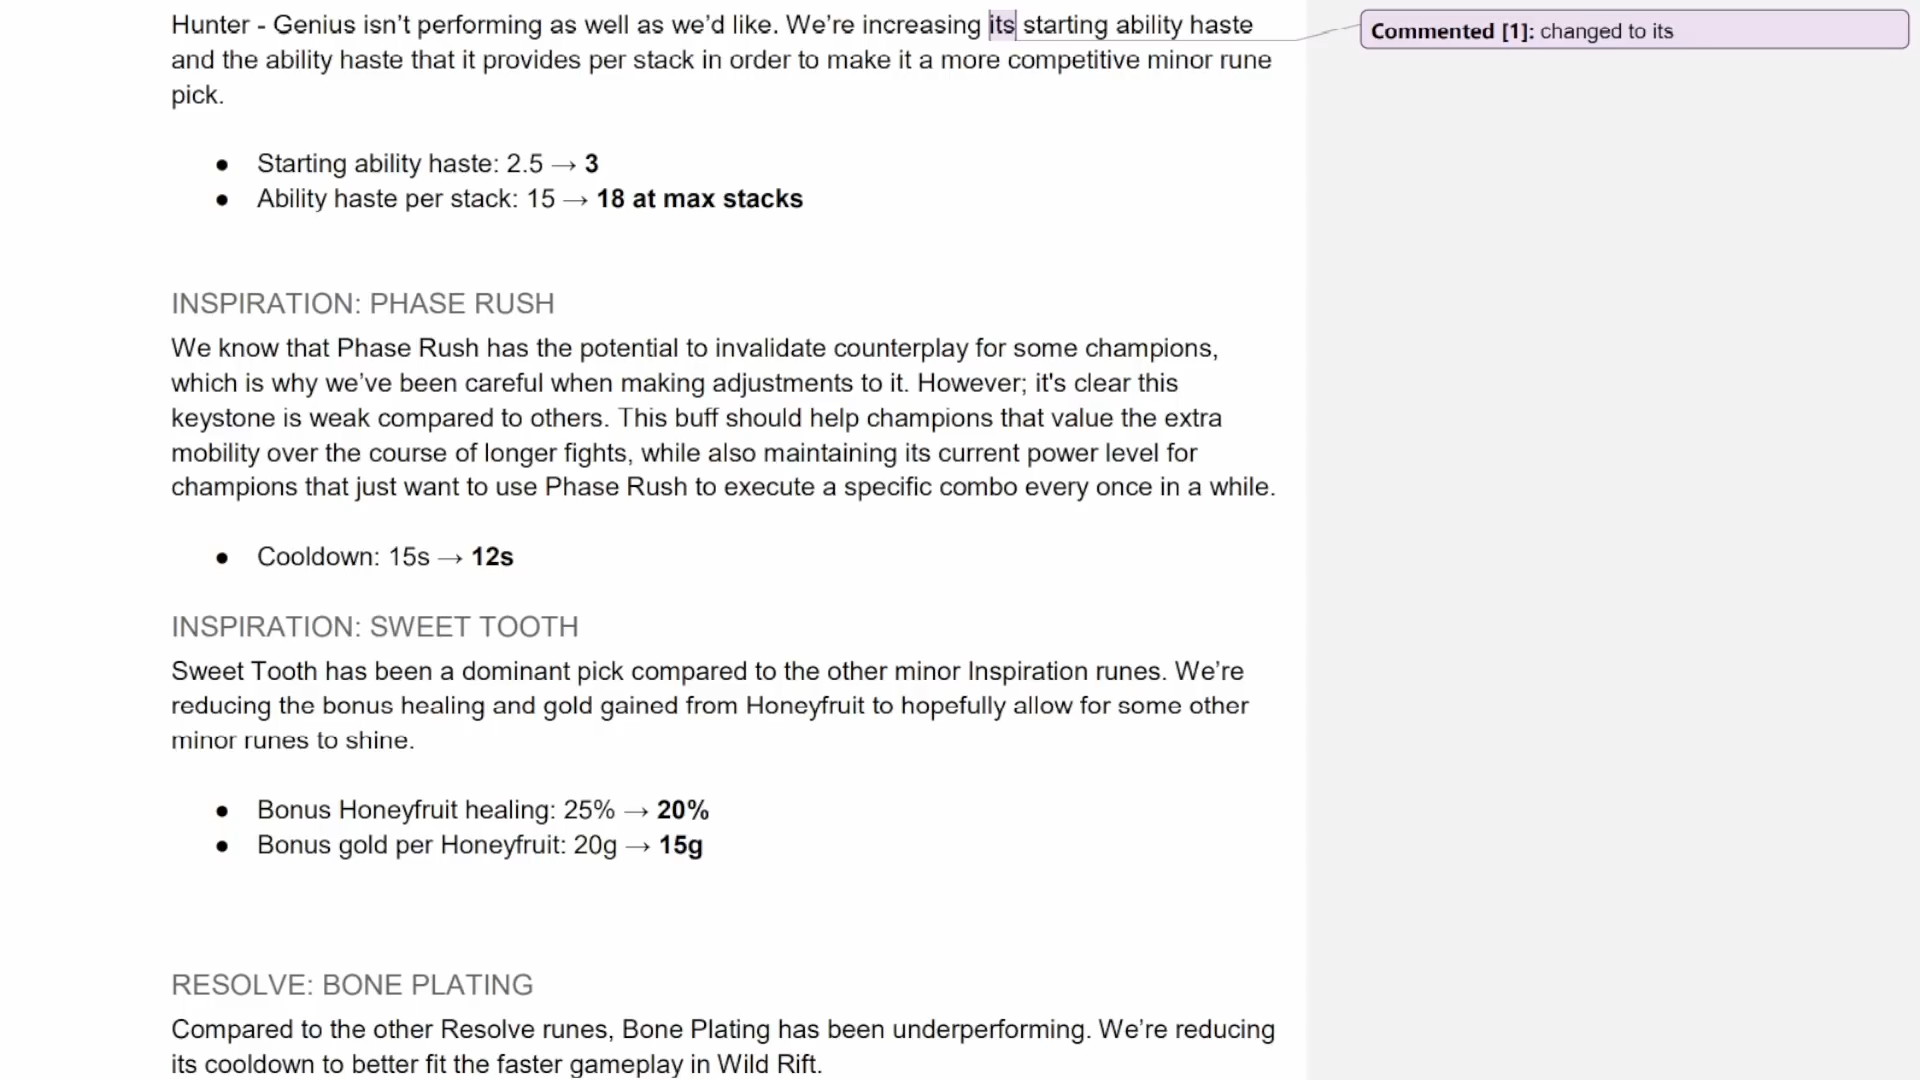 Hunter - Genius isn’t performing as well as we’d like. We’re increasing its starting ability haste
and the ability haste that it provides per stack in order to make it a more competitive minor rune
pick.
Commented [1]: changed to its
● Starting ability haste: 2.5 → 3
● Ability haste per stack: 15 → 18 at max stacks
INSPIRATION: PHASE RUSH
We know that Phase Rush has the potential to invalidate counterplay for some champions,
which is why we’ve been careful when making adjustments to it. However; it's clear this
keystone is weak compared to others. This buff should help champions that value the extra
mobility over the course of longer fights, while also maintaining its current power level for
champions that just want to use Phase Rush to execute a specific combo every once in a while.
● Cooldown: 15s → 12s
INSPIRATION: SWEET TOOTH
Sweet Tooth has been a dominant pick compared to the other minor Inspiration runes. We’re
reducing the bonus healing and gold gained from Honeyfruit to hopefully allow for some other
minor runes to shine.
● Bonus Honeyfruit healing: 25% → 20%
● Bonus gold per Honeyfruit: 20g → 15g
RESOLVE: BONE PLATING
Compared to the other Resolve runes, Bone Plating has been underperforming. We’re reducing
its cooldown to better fit the faster gameplay in Wild Rift.